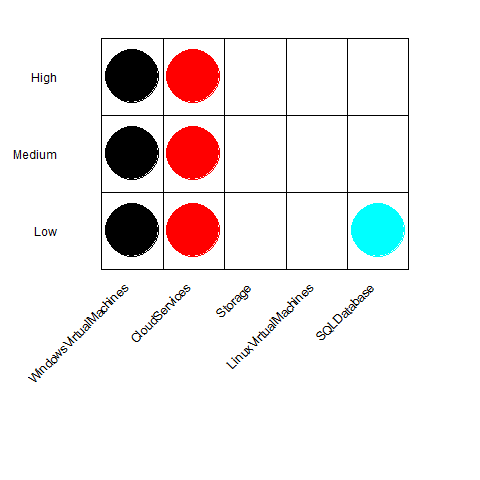 High
Medium
Low
WindowsVirtualMachines
CloudServices
Storage
LinuxVirtualMachines
SQLDatabase